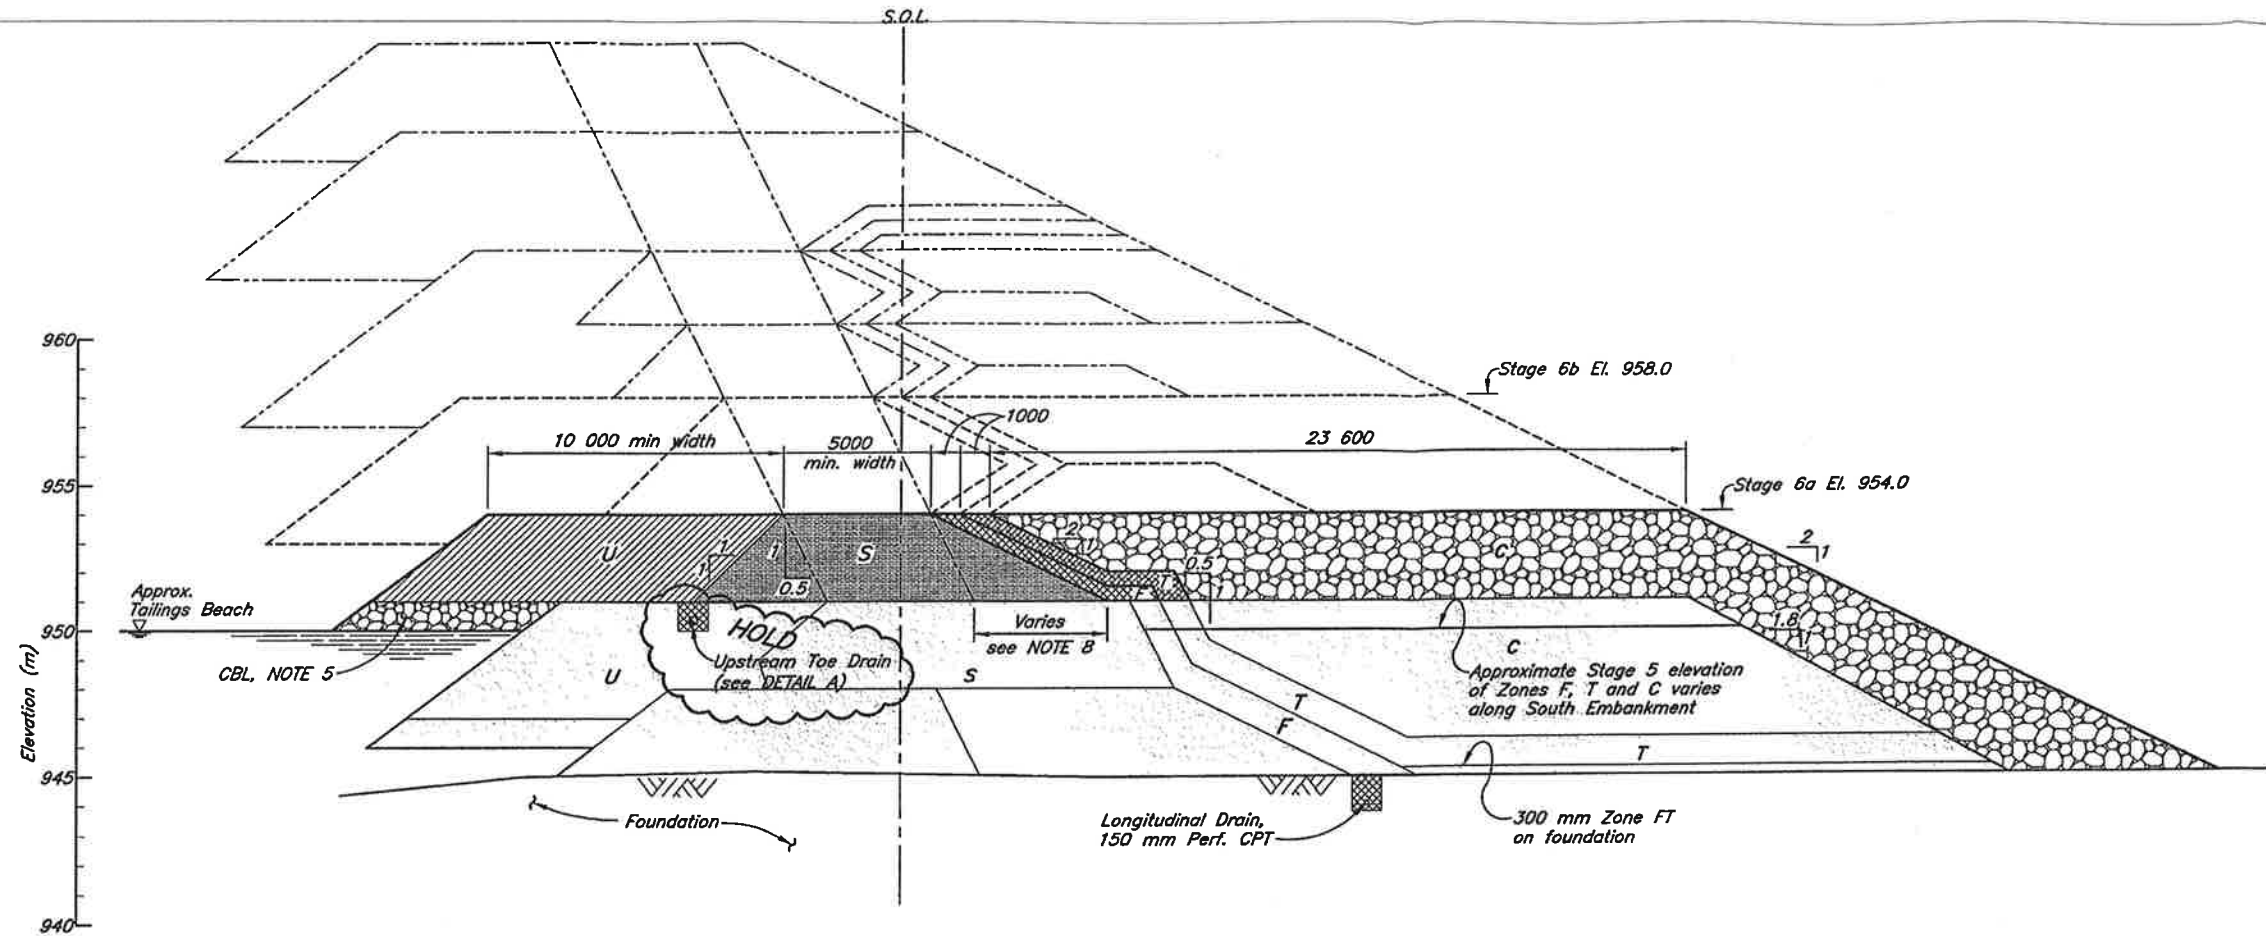 S.O.L.
960
955
950
945
940
Elevation (m)
Stage 6b El. 958.0
1000
10 000 min width
5000
min. width
23 600
Stage 6a El. 954.0
U
1
1
1
0.5
S
2
1
C
2
1
T
F
0.5
1
Approx.
Tailings Beach
HOLD
Upstream Toe Drain
(see DETAIL A)
Varies
see NOTE 8
1.8
1
CBL, NOTE 5
U
S
C
Approximate Stage 5 elevation
of Zones F, T and C varies
along South Embankment
T
F
T
Foundation
Longitudinal Drain,
150 mm Perf. CPT
300 mm Zone FT
on foundation